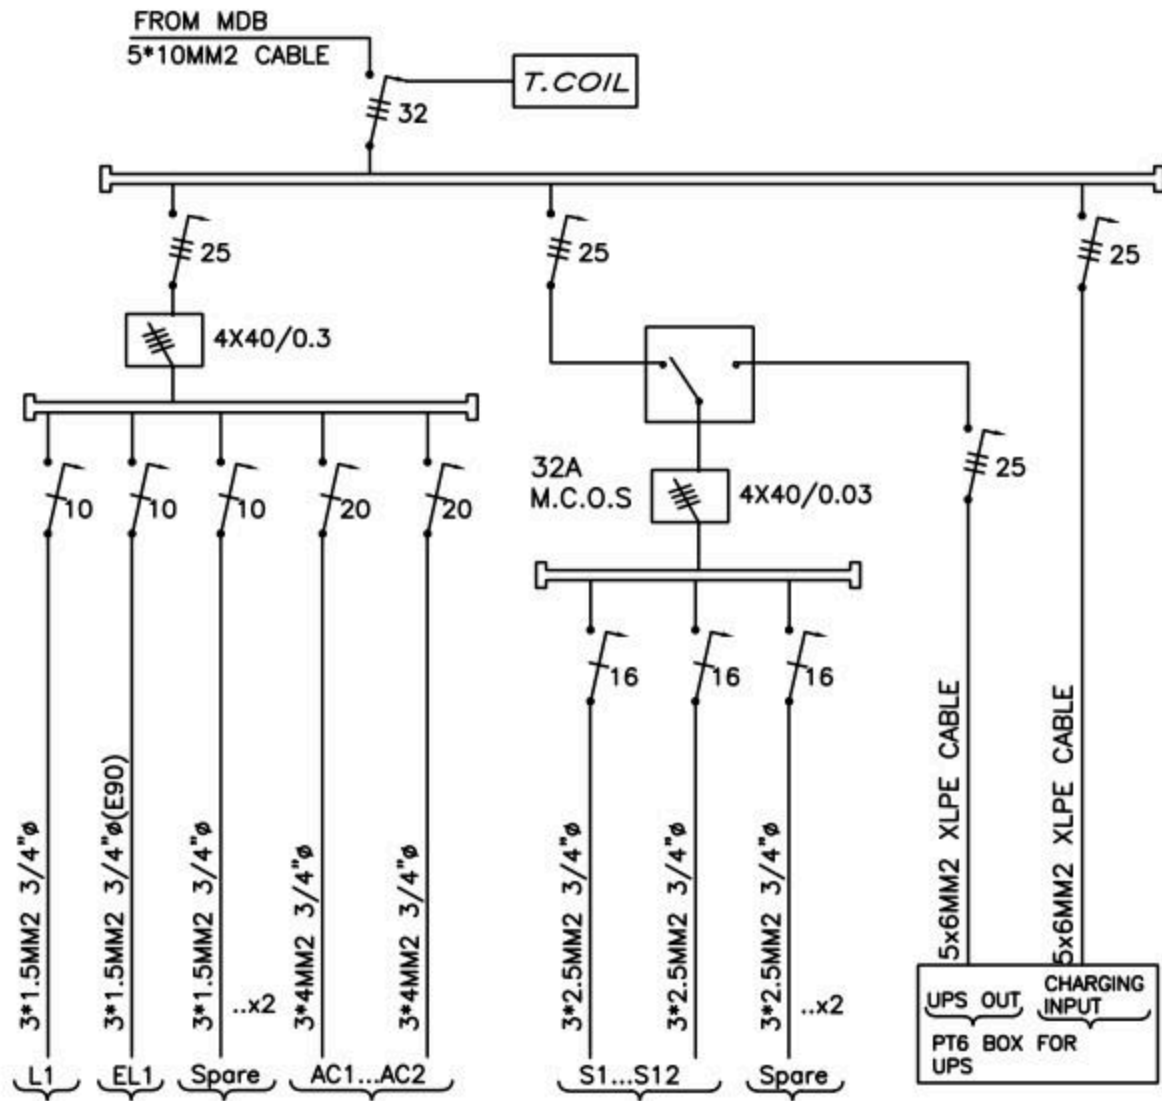 FROM MDB
5*10MM2 CABLE
T.COIL
32
25
25
25
4X40/0.3
32A
M.C.O.S
4X40/0.03
25
10
10
10
20
20
16
16
16
3*1.5MM2 3/4"ø
3*1.5MM2 3/4"ø(E90)
3*1.5MM2 3/4"ø
..x2
3*4MM2 3/4"ø
3*4MM2 3/4"ø
3*2.5MM2 3/4"ø
3*2.5MM2 3/4"ø
3*2.5MM2 3/4"ø
..x2
5x6MM2 XLPE CABLE
5x6MM2 XLPE CABLE
UPS OUT
CHARGING
INPUT
PT6 BOX FOR
UPS
L1
EL1
Spare
AC1...AC2
S1...S12
Spare